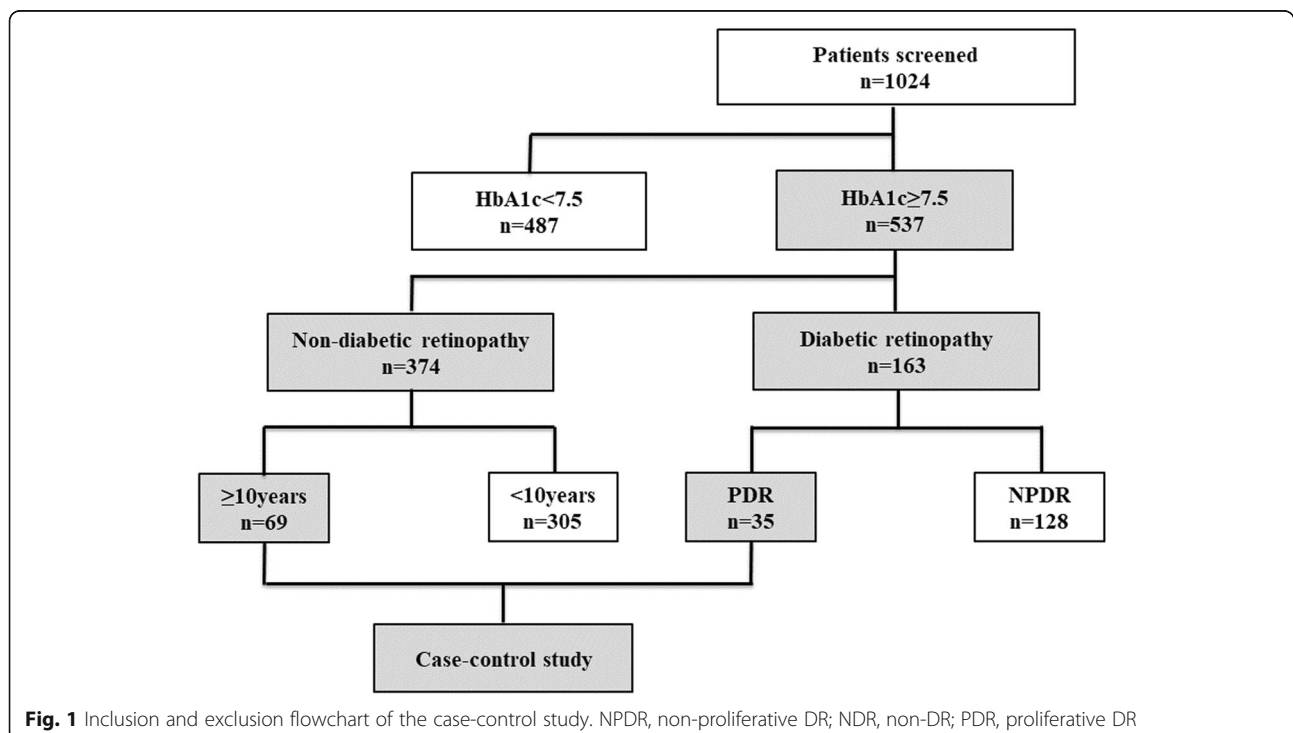 Patients screened
n=1024
HbA1c<7.5
n=487
HbA1c≥7.5
n=537
Non-diabetic retinopathy
n=374
Diabetic retinopathy
n=163
≥10years
n=69
<10years
n=305
PDR
n=35
NPDR
n=128
Case-control study
Fig. 1 Inclusion and exclusion flowchart of the case-control study. NPDR, non-proliferative DR; NDR, non-DR; PDR, proliferative DR